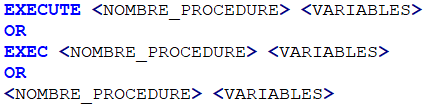 EXECUTE <NOMBRE_PROCEDURE> <VARIABLES>
OR
EXEC <NOMBRE_PROCEDURE> <VARIABLES>
OR
<NOMBRE_PROCEDURE> <VARIABLES>